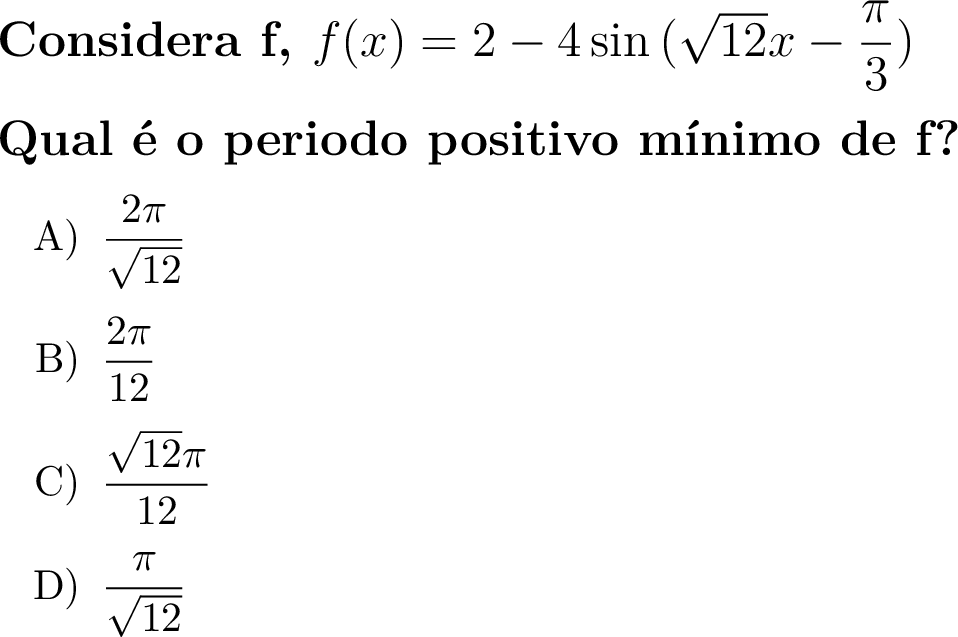 Considera f, $f(x) = 2 - 4\sin{(\sqrt{12}x - \frac{\pi}{3})}$
Qual é o periodo positivo mínimo de f?
A) $\frac{2\pi}{\sqrt{12}}$
B) $\frac{2\pi}{12}$
C) $\frac{\sqrt{12}\pi}{12}$
D) $\frac{\pi}{\sqrt{12}}$